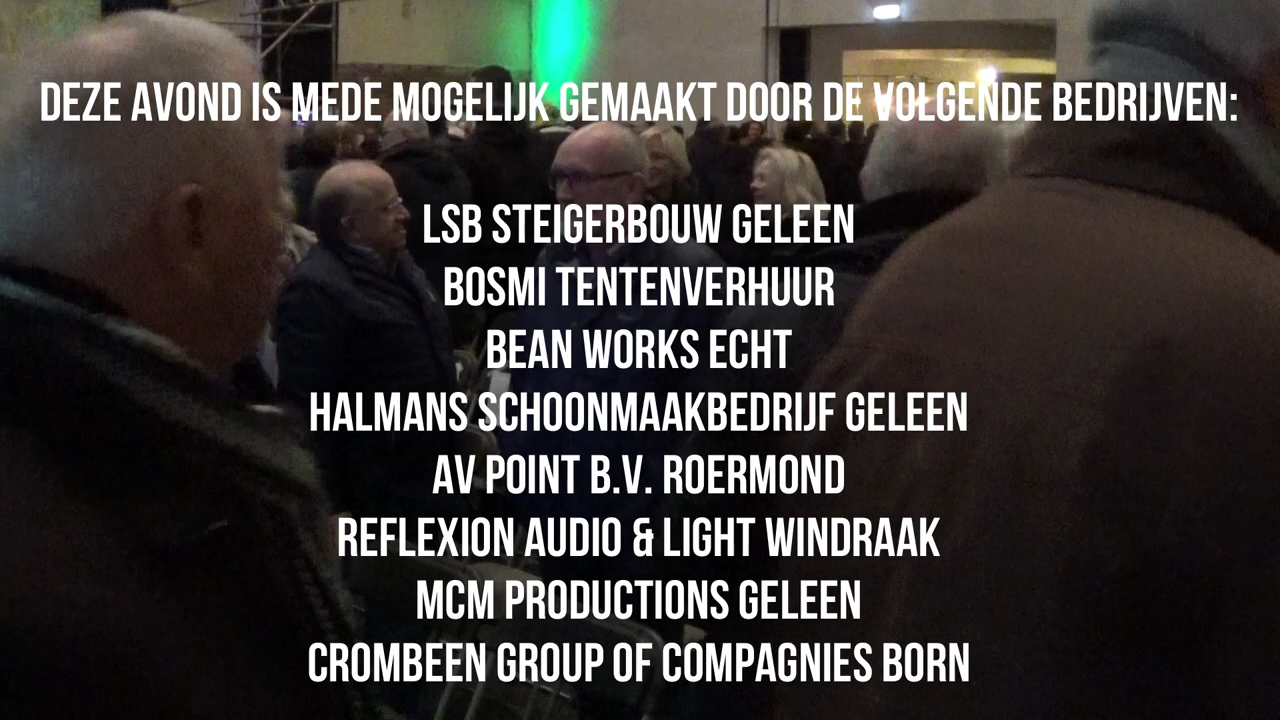 DEZE AVOND IS MEDE MOGELIJK GEMAAKT DOOR DE VOLGENDE BEDRIJVEN:
LSB STEIGERBOUW GELEEN
BOSMI TENTENVERHUUR
BEAN WORKS ECHT
HALMANS SCHOONMAAKBEDRIJF GELEEN
AV POINT B.V. ROERMOND
REFLEXION AUDIO & LIGHT WINDRAAK
MCM PRODUCTIONS GELEEN
CROMBEEN GROUP OF COMPAGNIES BORN